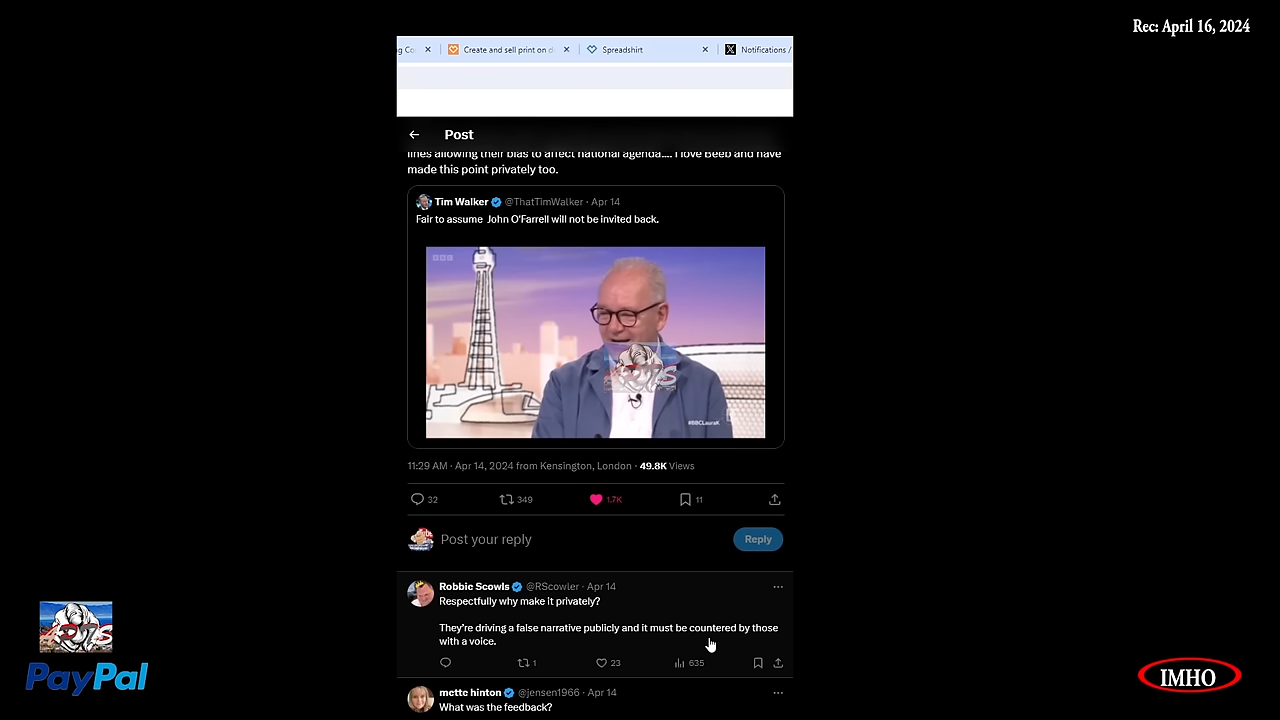 Rec: April 16, 2024
Create and sell print on d
Spreadshirt
Notifications /
Post
lines allowing their bias to affect national agenda.... I love Beeb and have
made this point privately too.
Tim Walker @ThatTimWalker · Apr 14
Fair to assume John O'Farrell will not be invited back.
BBC
#BBCLauraK
11:29 AM · Apr 14, 2024 from Kensington, London · 49.8K Views
32 349 1.7K 11
Post your reply
Reply
Robbie Scowls @RScowler · Apr 14
Respectfully why make it privately?
They're driving a false narrative publicly and it must be countered by those
with a voice.
1 23 635
mette hinton @jensen1966 · Apr 14
What was the feedback?
PayPal
IMHO